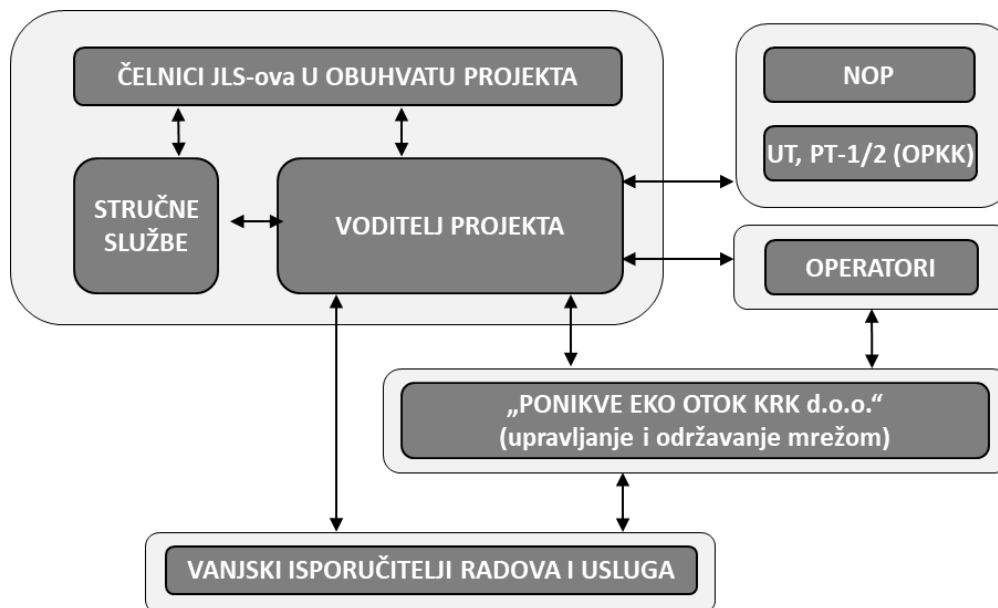 ČELNICI JLS-ova U OBUHVATU PROJEKTA
NOP
UT, PT-1/2 (OPKK)
STRUČNE
SLUŽBE
VODITELJ PROJEKTA
OPERATORI
„PONIKVE EKO OTOK KRK d.o.o.“
(upravljanje i održavanje mrežom)
VANJSKI ISPORUČITELJI RADOVA I USLUGA